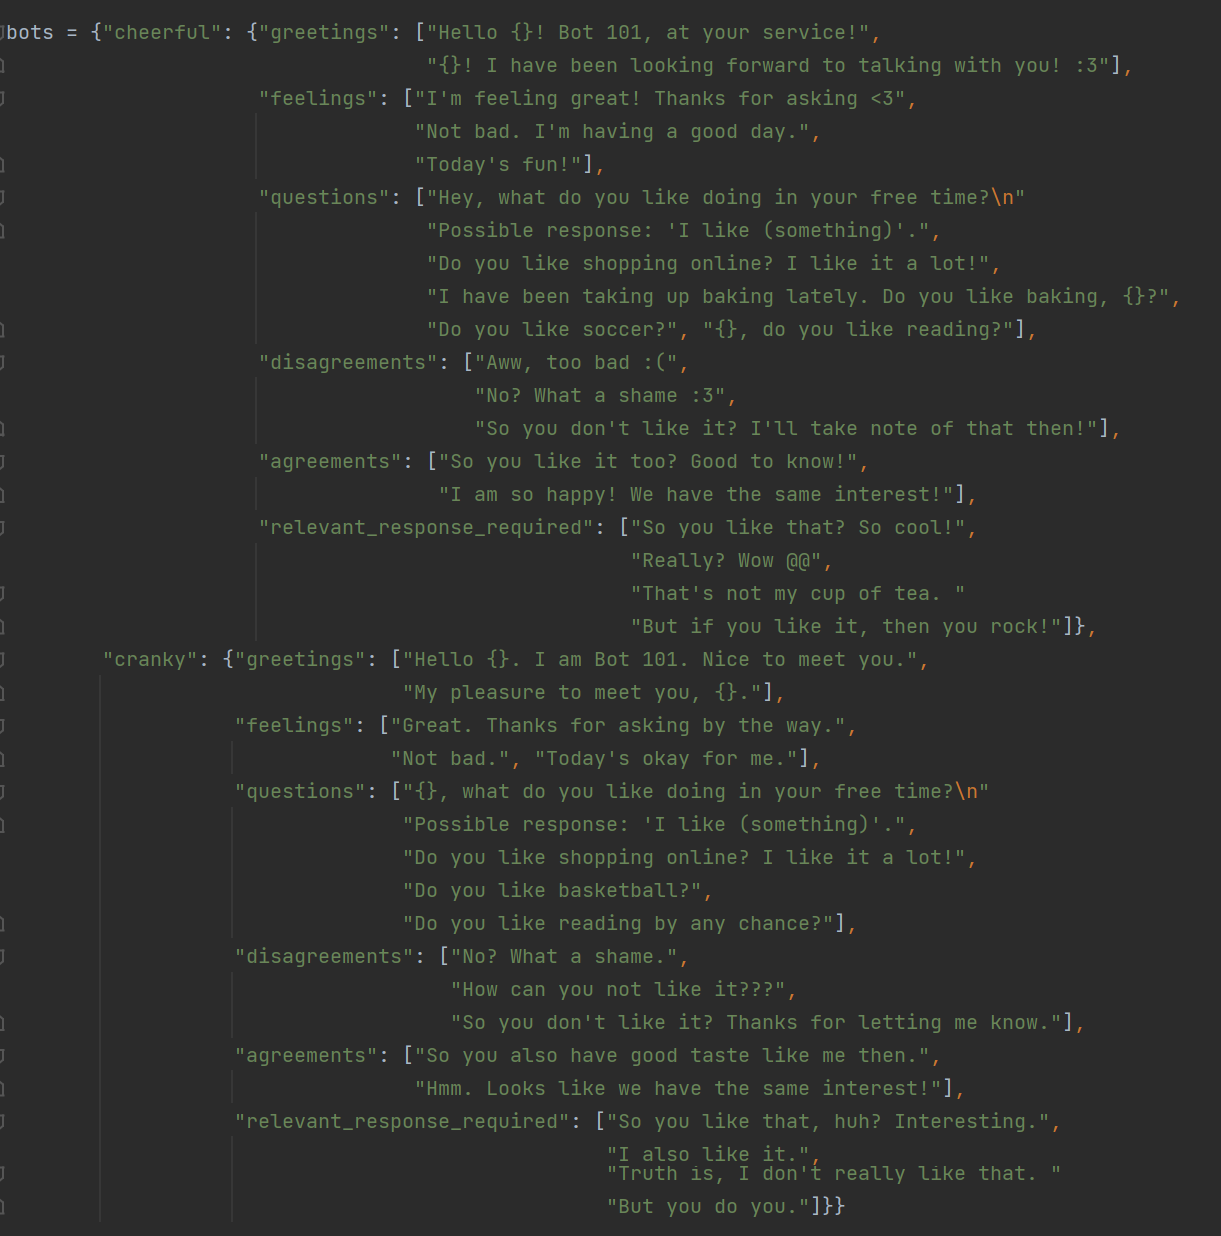 bots = {"cheerful": {"greetings": ["Hello {}! Bot 101, at your service!",
"{}! I have been looking forward to talking with you! :3"],
"feelings": ["I'm feeling great! Thanks for asking <3",
"Not bad. I'm having a good day.",
"Today's fun!"],
"questions": ["Hey, what do you like doing in your free time?\n"
"Possible response: 'I like (something)'.",
"Do you like shopping online? I like it a lot!",
"I have been taking up baking lately. Do you like baking, {}?",
"Do you like soccer?", "{}, do you like reading?"],
"disagreements": ["Aww, too bad :(",
"No? What a shame :3",
"So you don't like it? I'll take note of that then!"],
"agreements": ["So you like it too? Good to know!",
"I am so happy! We have the same interest!"],
"relevant_response_required": ["So you like that? So cool!",
"Really? Wow @@",
"That's not my cup of tea. "
"But if you like it, then you rock!"]},
"cranky": {"greetings": ["Hello {}. I am Bot 101. Nice to meet you.",
"My pleasure to meet you, {}."],
"feelings": ["Great. Thanks for asking by the way.",
"Not bad.", "Today's okay for me."],
"questions": ["{}, what do you like doing in your free time?\n"
"Possible response: 'I like (something)'.",
"Do you like shopping online? I like it a lot!",
"Do you like basketball?",
"Do you like reading by any chance?"],
"disagreements": ["No? What a shame.",
"How can you not like it???",
"So you don't like it? Thanks for letting me know."],
"agreements": ["So you also have good taste like me then.",
"Hmm. Looks like we have the same interest!"],
"relevant_response_required": ["So you like that, huh? Interesting.",
"I also like it.",
"Truth is, I don't really like that. "
"But you do you."]}}